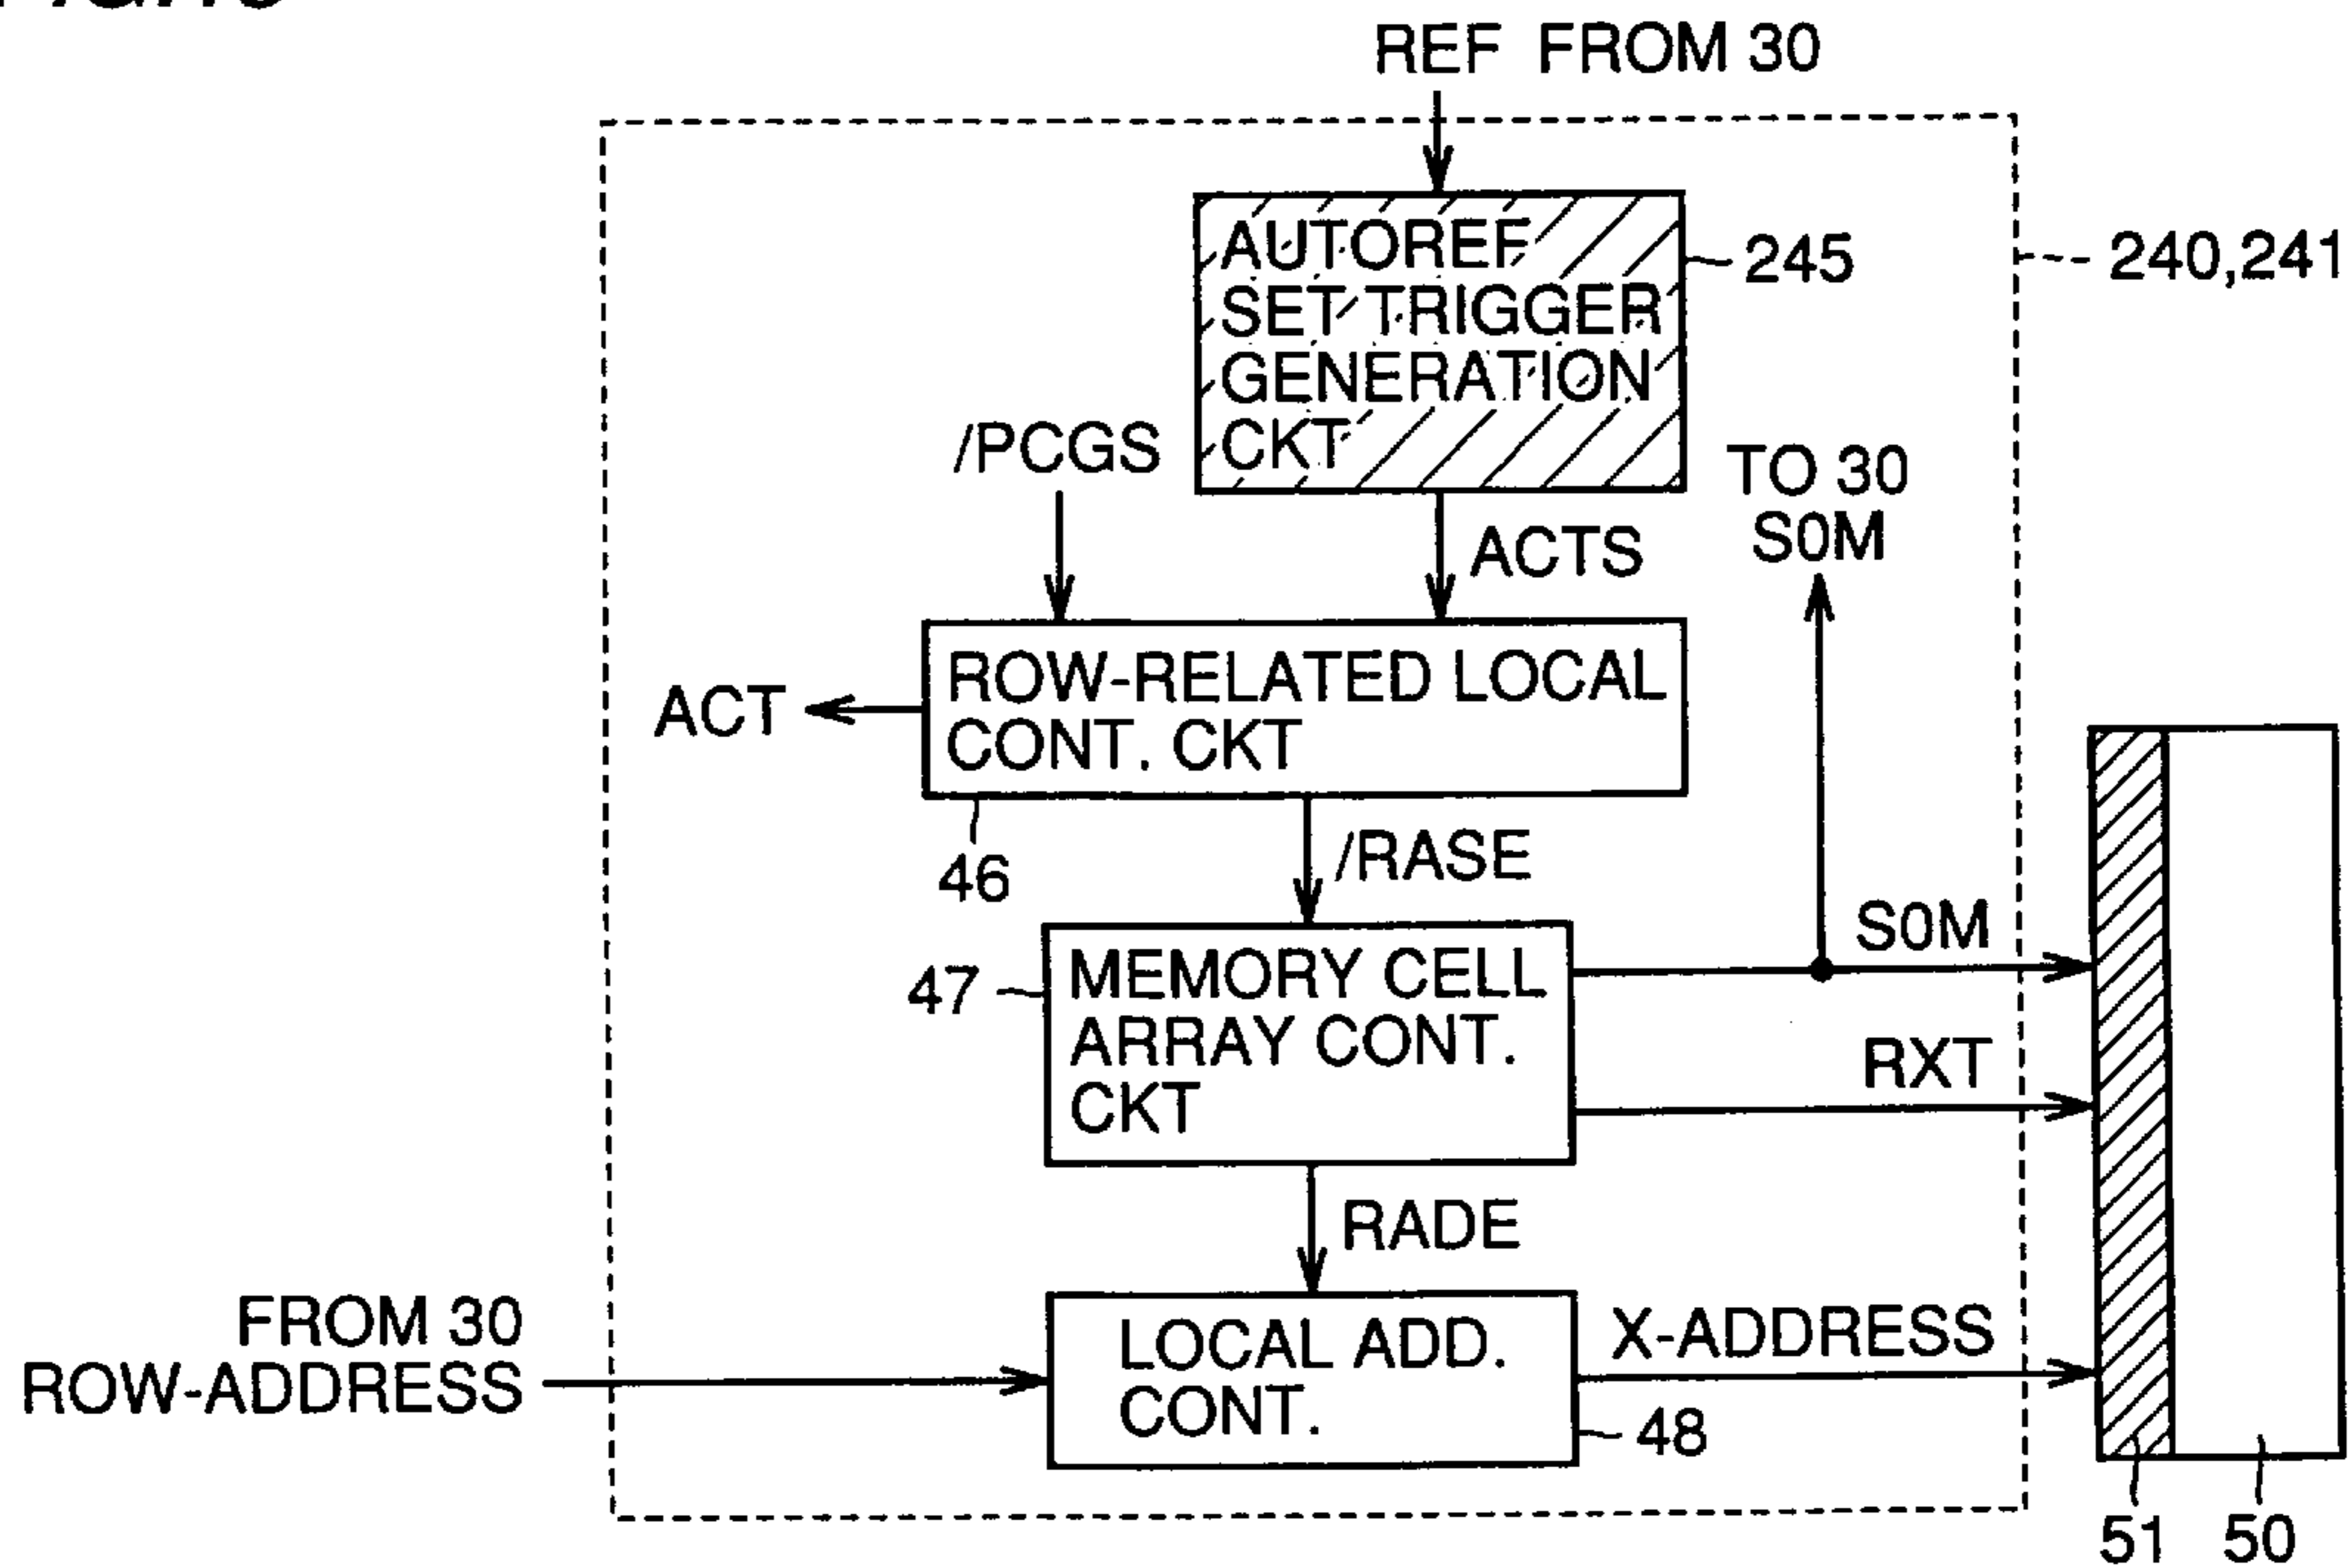 REF FROM 30
AUTOREF
SET TRIGGER
GENERATION
CKT
245
240,241
/PCGS
TO 30
S0M
ACTS
ROW-RELATED LOCAL
CONT. CKT
ACT
46
/RASE
S0M
47
MEMORY CELL
ARRAY CONT.
CKT
RXT
RADE
FROM 30
ROW-ADDRESS
LOCAL ADD.
CONT.
X-ADDRESS
48
51
50